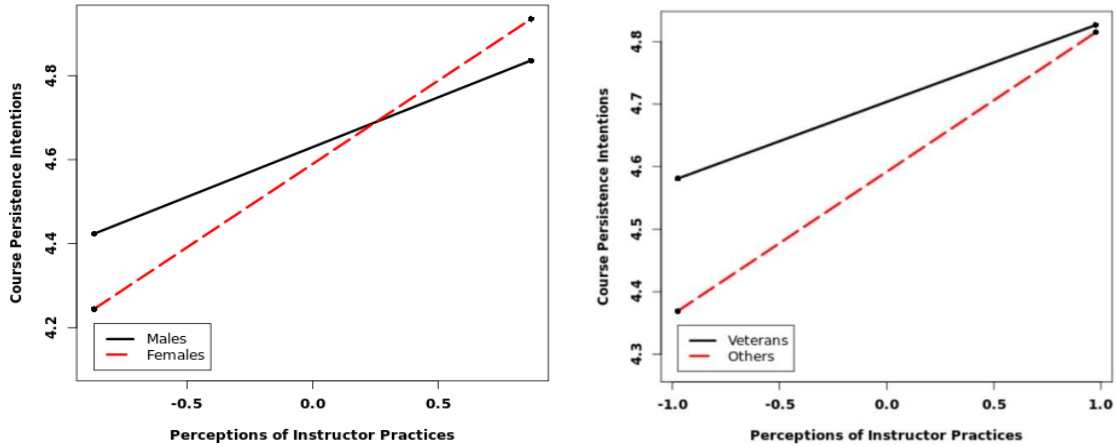 Course Persistence Intentions
4.8
4.6
4.4
4.2
Males
Females
-0.5
0.0
0.5
Perceptions of Instructor Practices
Course Persistence Intentions
4.8
4.7
4.6
4.5
4.4
4.3
Veterans
Others
-1.0
-0.5
0.0
0.5
1.0
Perceptions of Instructor Practices